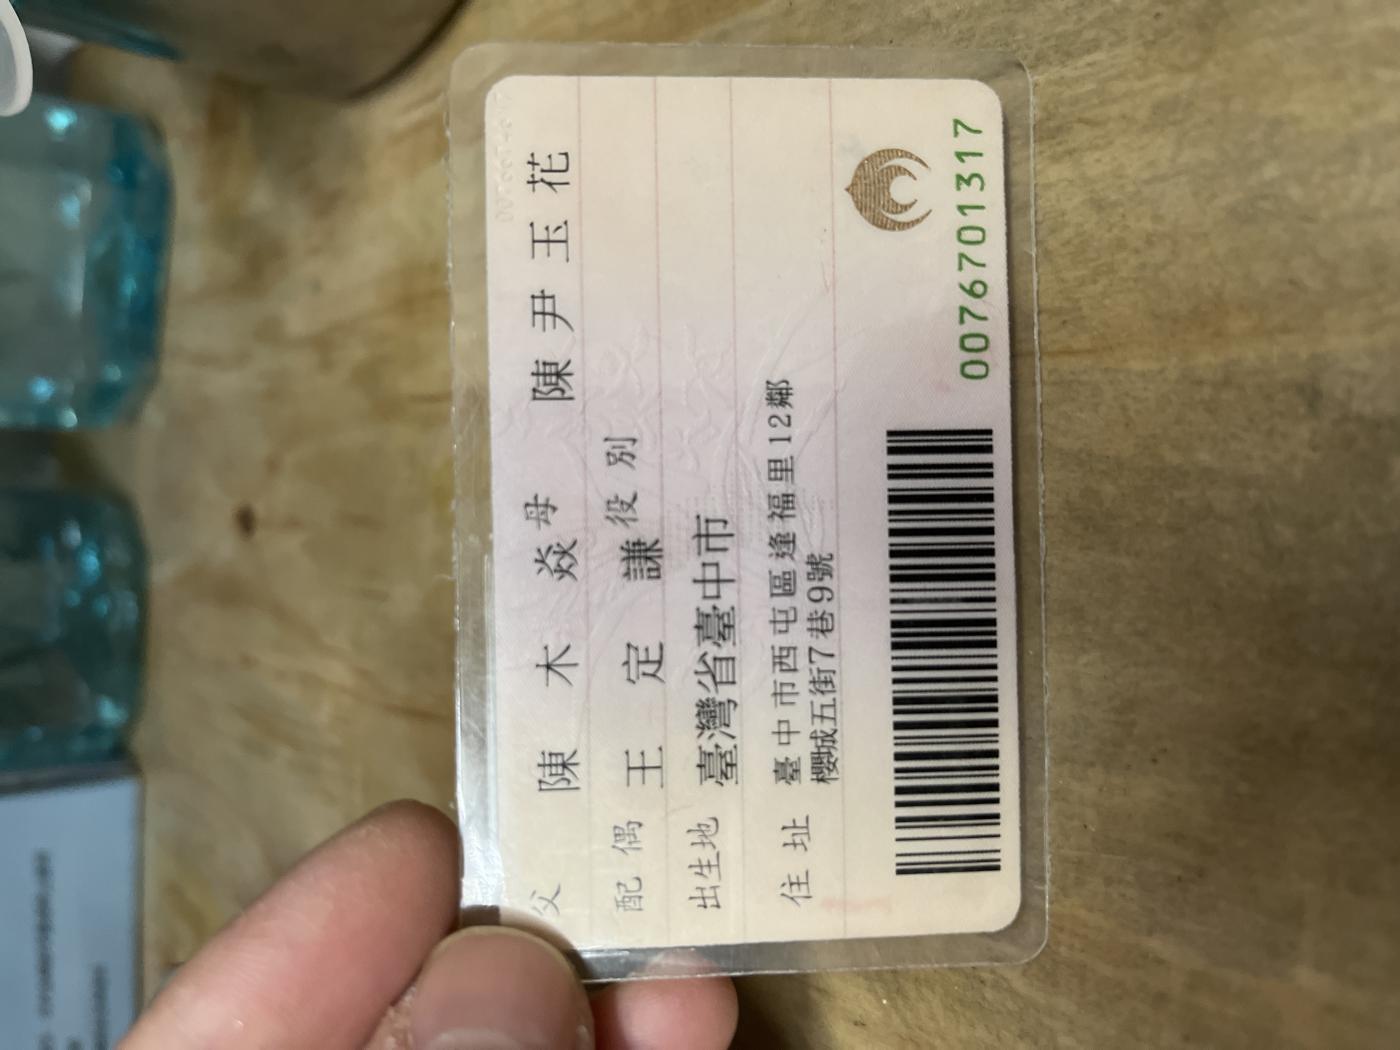 父 陳木焱 母 陳尹玉花
配偶 王定謙 役別
出生地 臺灣省臺中市
住址 臺中市西屯區逢福里12鄰
櫻城五街7巷9號
0076701317